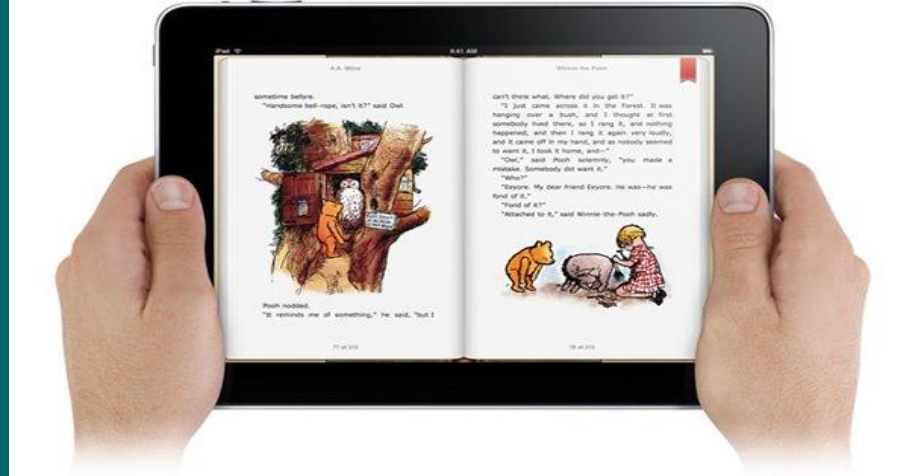 iPad
9:41 AM
A.A. Milne
sometime before.
"Handsome bell-rope, isn't it?" said Owl.
Pooh nodded.
"It reminds me of something," he said, "but I
77 of 313
Winnie the Pooh
can't think what. Where did you get it?"
"I just came across it in the Forest. It was
hanging over a bush, and I thought at first
somebody lived there, so I rang it, and nothing
happened, and then I rang it again very loudly,
and it came off in my hand, and as nobody seemed
to want it, I took it home, and—"
"Owl," said Pooh solemnly, "you made a
mistake. Somebody did want it."
"Who?"
"Eeyore. My dear friend Eeyore. He was—he was
fond of it."
"Fond of it?"
"Attached to it," said Winnie-the-Pooh sadly.
78 of 313